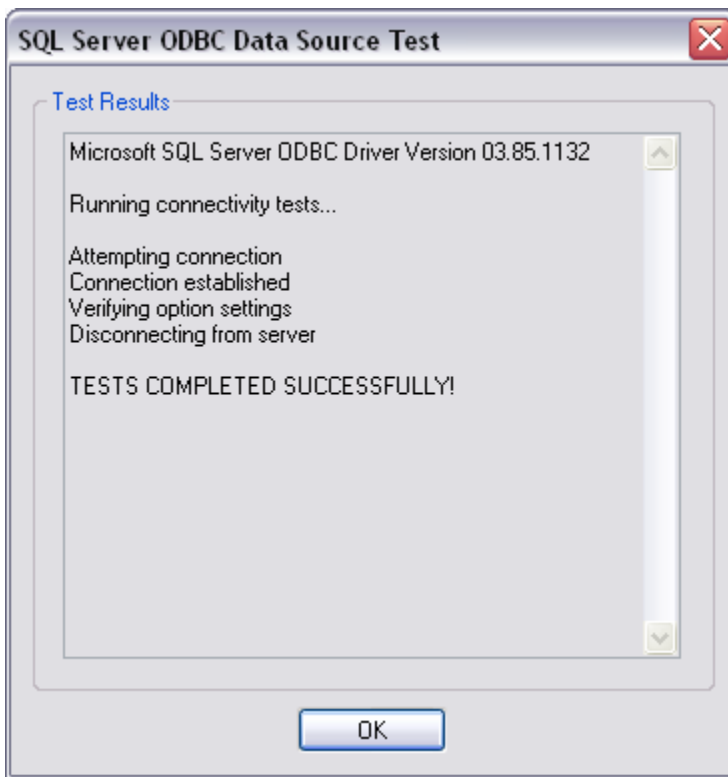 SQL Server ODBC Data Source Test
Test Results
Microsoft SQL Server ODBC Driver Version 03.85.1132
Running connectivity tests...
Attempting connection
Connection established
Verifying option settings
Disconnecting from server
TESTS COMPLETED SUCCESSFULLY!
OK